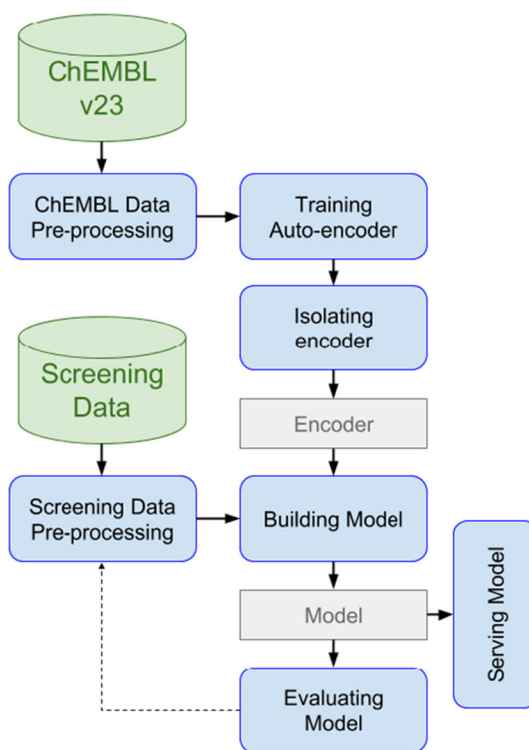 ChEMBL
v23
ChEMBL Data
Pre-processing
Training
Auto-encoder
Isolating
encoder
Screening
Data
Encoder
Screening Data
Pre-processing
Building Model
Model
Serving Model
Evaluating
Model